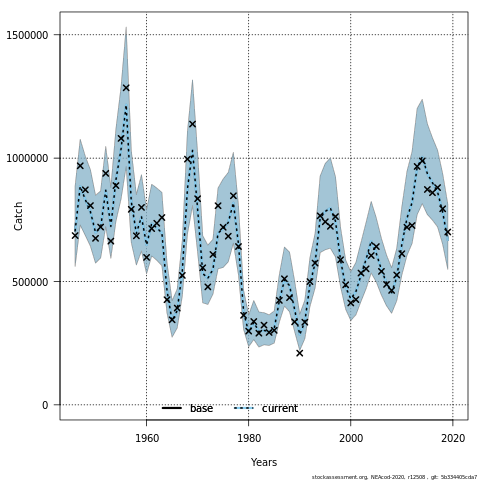 1500000
1000000
500000
0
Catch
base
current
1960
1980
2000
2020
Years
stockassessment.org, NEAcod-2020, r12508 , git: 5b334405cda7